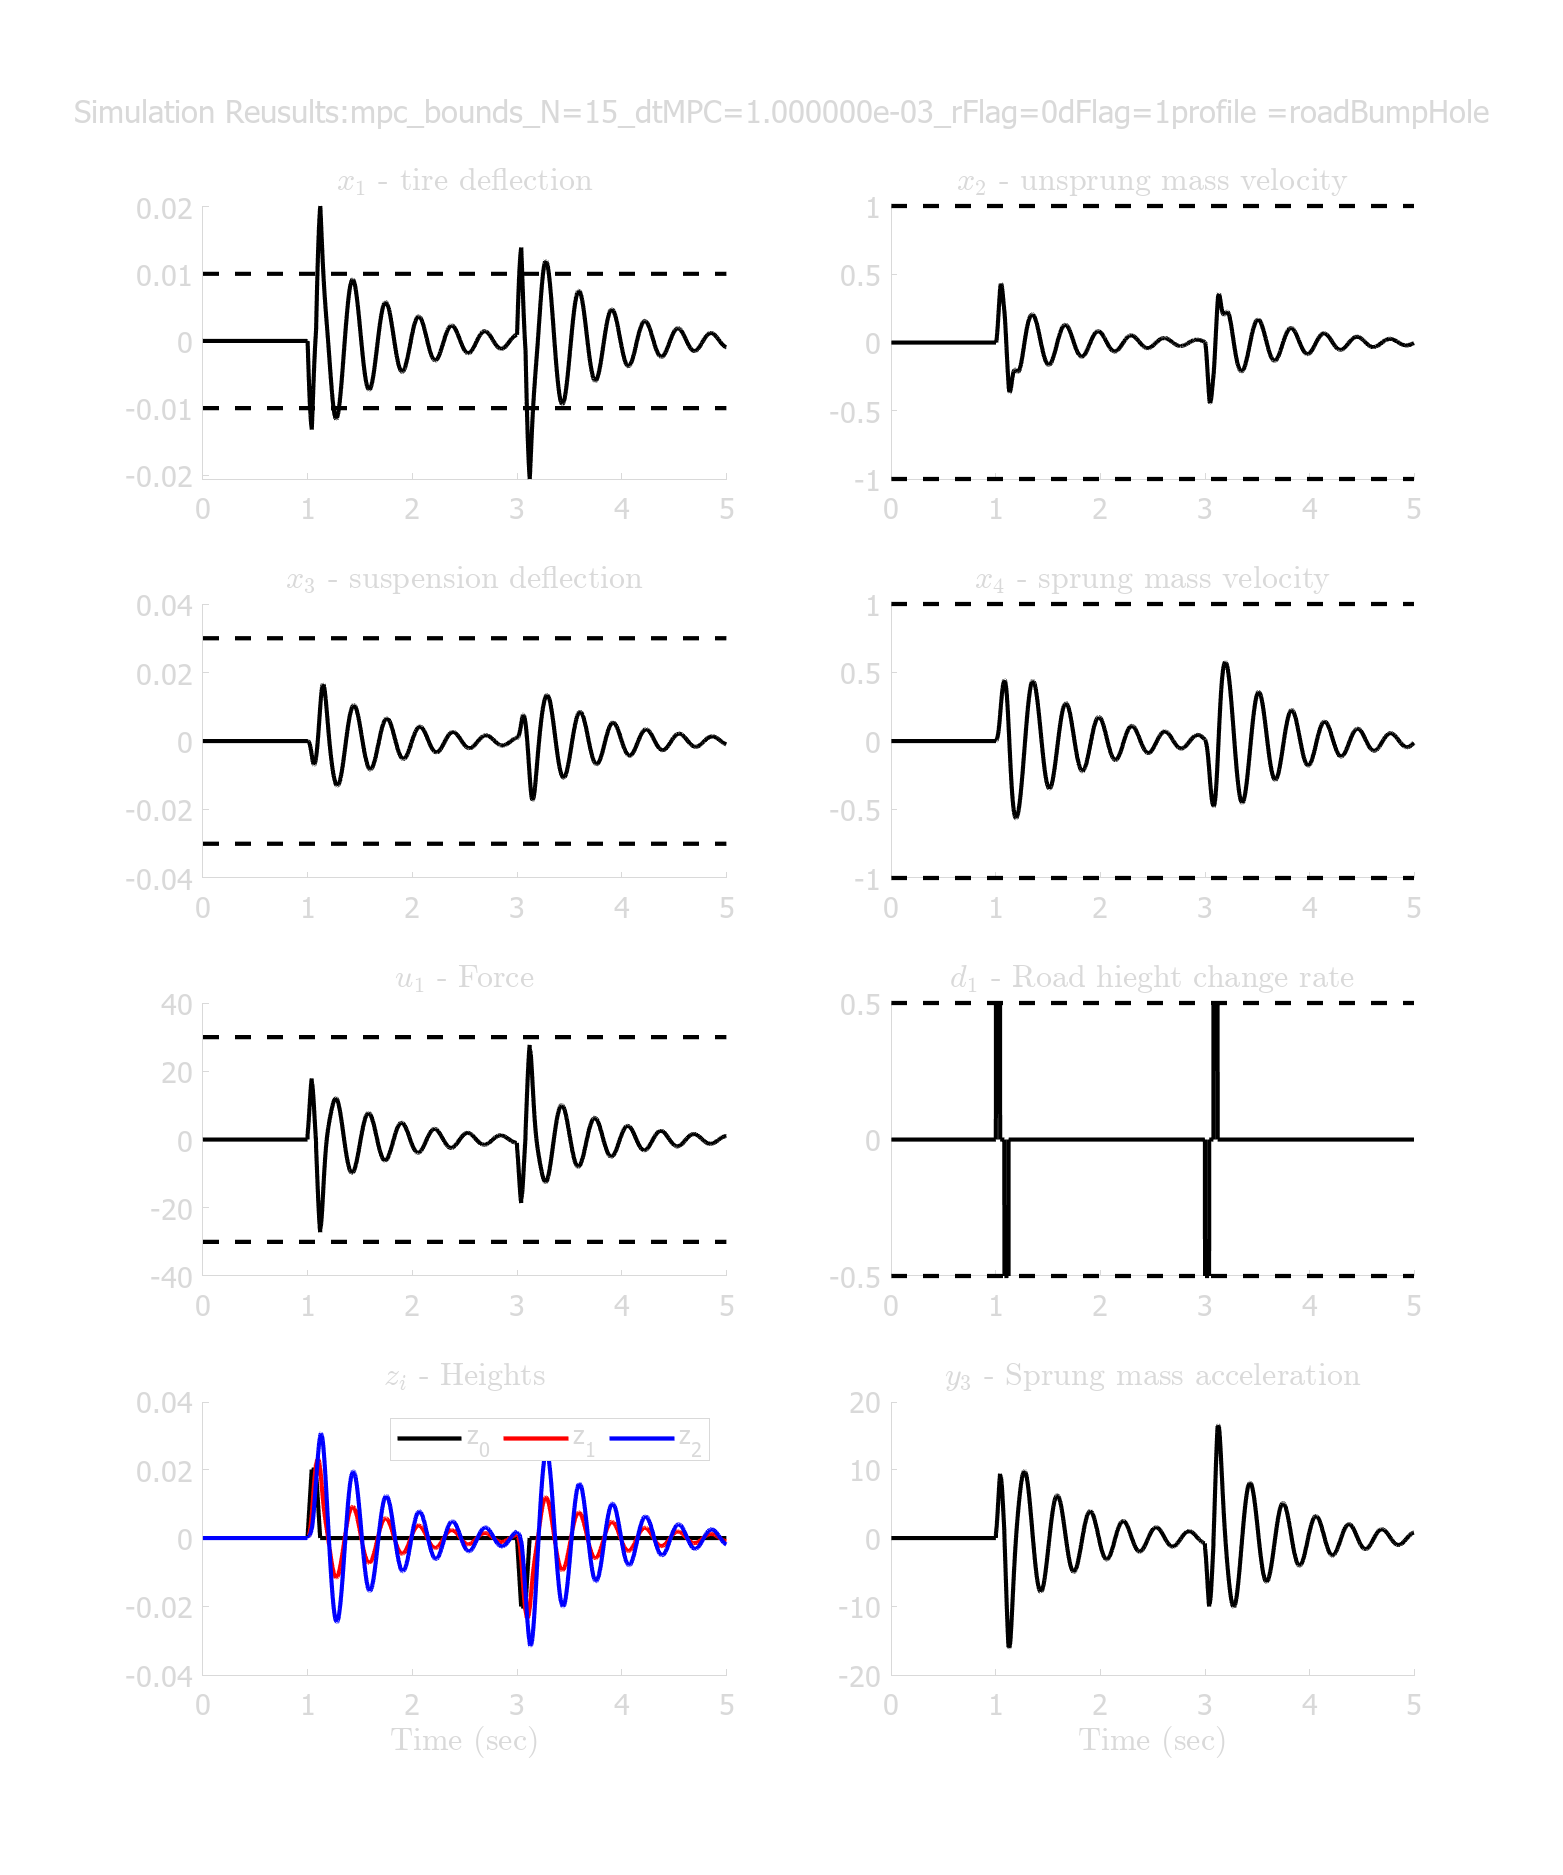 Simulation Reusults:mpc_bounds_N=15_dtMPC=1.000000e-03_rFlag=0dFlag=1profile =roadBumpHole
x₁ - tire deflection
0.02
0.01
0
-0.01
-0.02
0 1 2 3 4 5
x₂ - unsprung mass velocity
1
0.5
0
-0.5
-1
0 1 2 3 4 5
x₃ - suspension deflection
0.04
0.02
0
-0.02
-0.04
0 1 2 3 4 5
x₄ - sprung mass velocity
1
0.5
0
-0.5
-1
0 1 2 3 4 5
u₁ - Force
40
20
0
-20
-40
0 1 2 3 4 5
d₁ - Road hieght change rate
0.5
0
-0.5
0 1 2 3 4 5
zᵢ - Heights
0.04
0.02
0
-0.02
-0.04
z₀ z₁ z₂
0 1 2 3 4 5
Time (sec)
y₃ - Sprung mass acceleration
20
10
0
-10
-20
0 1 2 3 4 5
Time (sec)